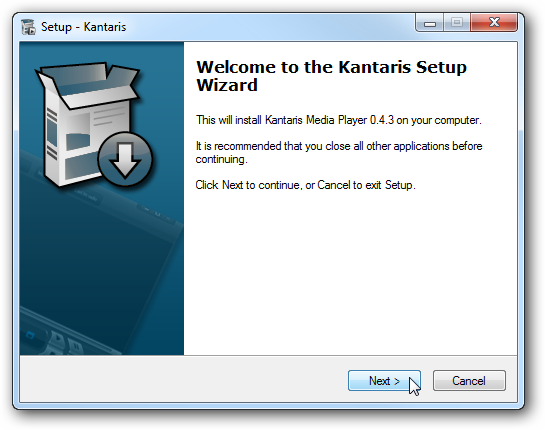 Setup - Kantaris
Welcome to the Kantaris Setup
Wizard
This will install Kantaris Media Player 0.4.3 on your computer.
It is recommended that you close all other applications before
continuing.
Click Next to continue, or Cancel to exit Setup.
Next >
Cancel